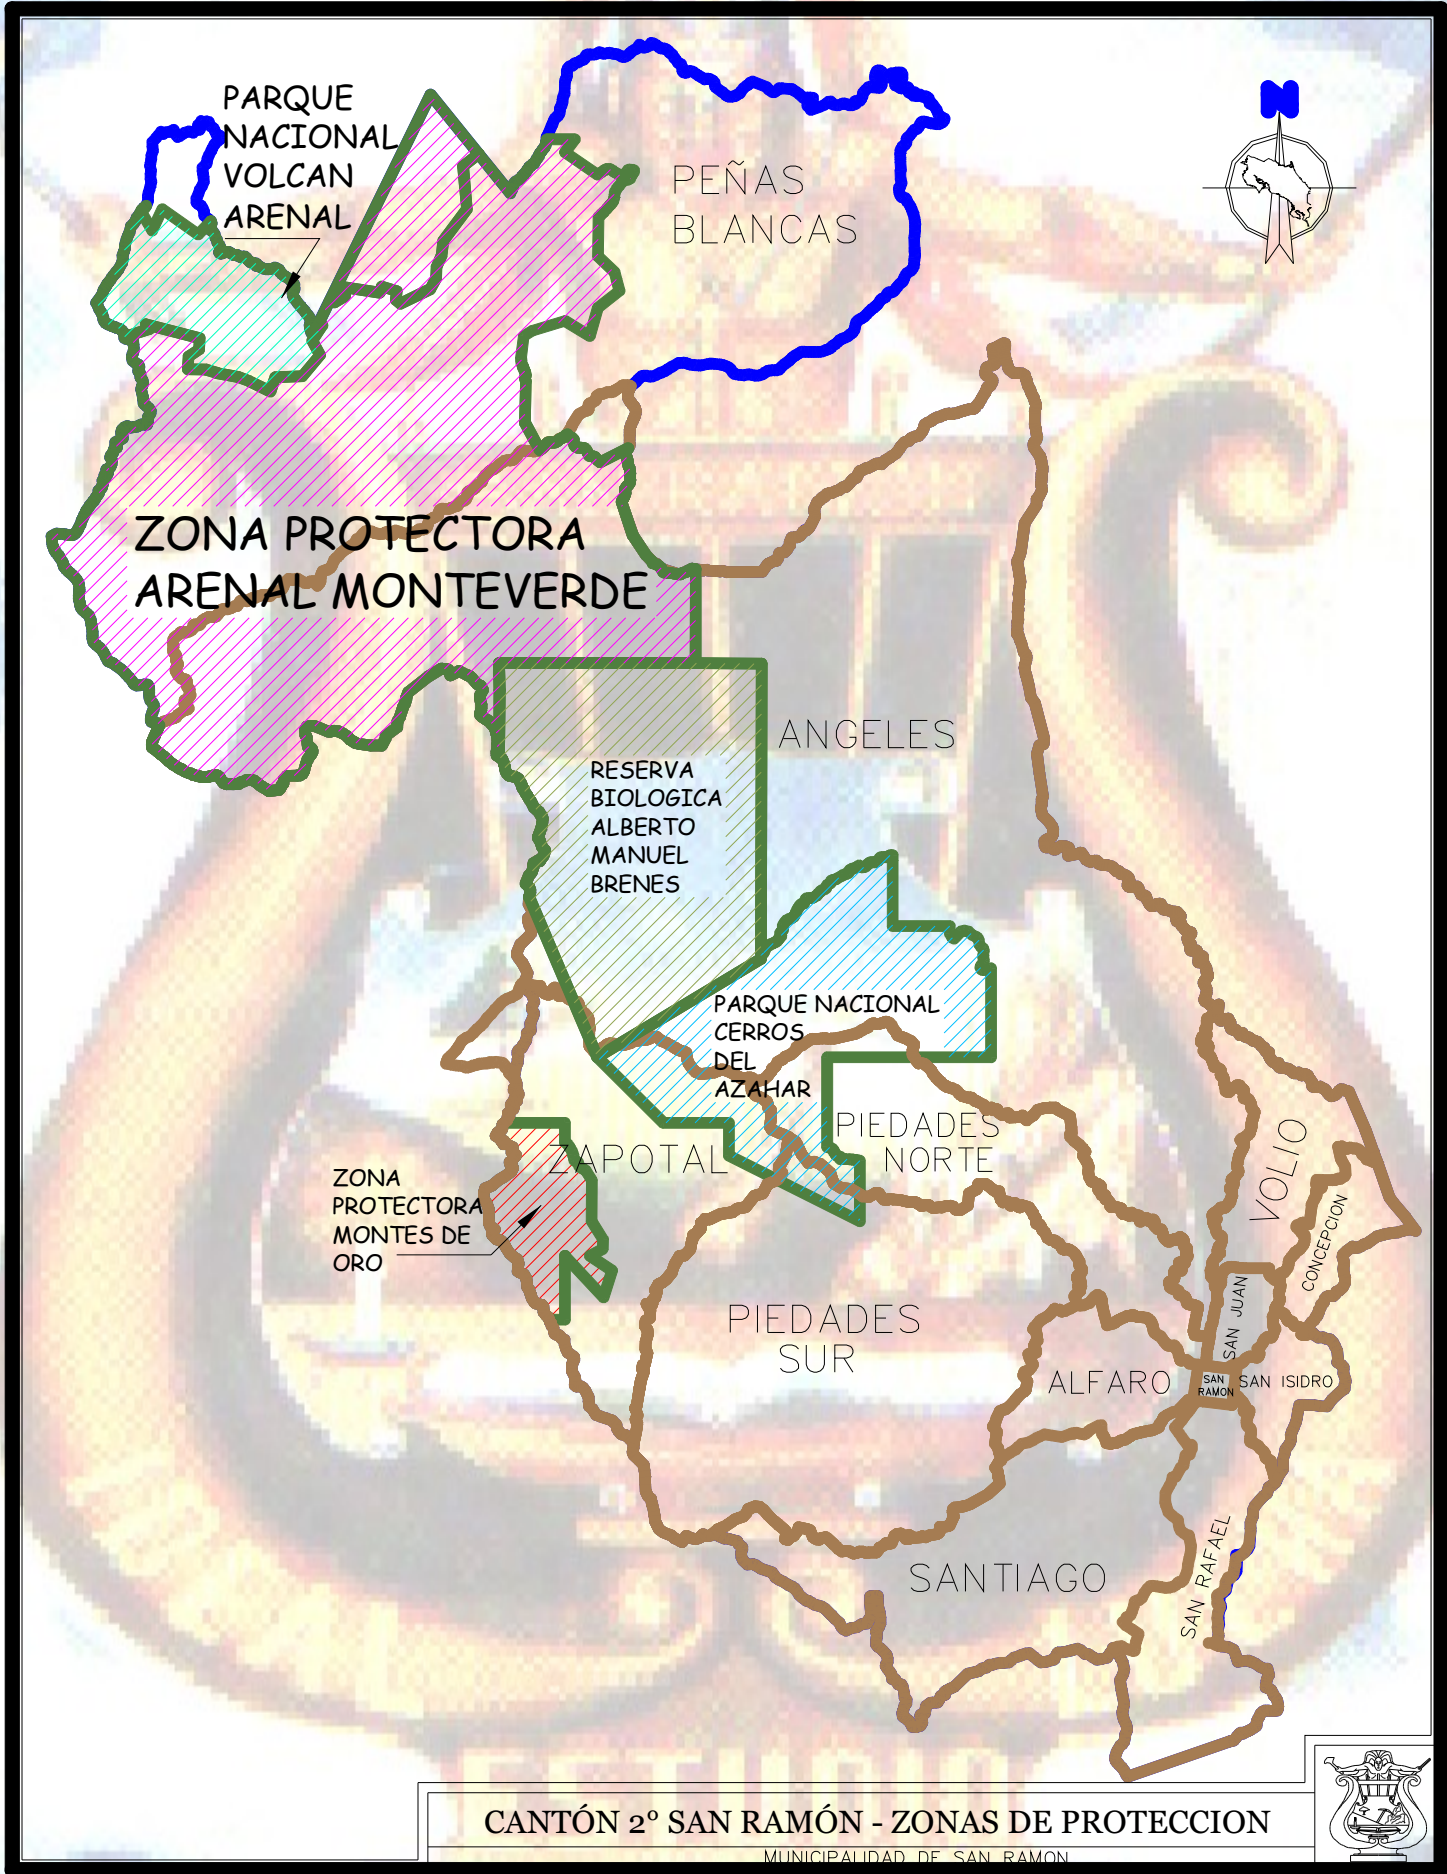 PARQUE
NACIONAL
VOLCAN
ARENAL
N
PEÑAS
BLANCAS
ZONA PROTECTORA
ARENAL MONTEVERDE
ANGELES
RESERVA
BIOLOGICA
ALBERTO
MANUEL
BRENES
PARQUE NACIONAL
CERROS
DEL
AZAHAR
PIEDADES
NORTE
ZAPOTAL
VOLIO
ZONA
PROTECTORA
MONTES DE
ORO
CONCEPCION
SAN JUAN
PIEDADES
SUR
ALFARO
SAN
RAMON
SAN ISIDRO
SANTIAGO
SAN RAFAEL
CANTÓN 2° SAN RAMÓN - ZONAS DE PROTECCION
MUNICIPALIDAD DE SAN RAMON